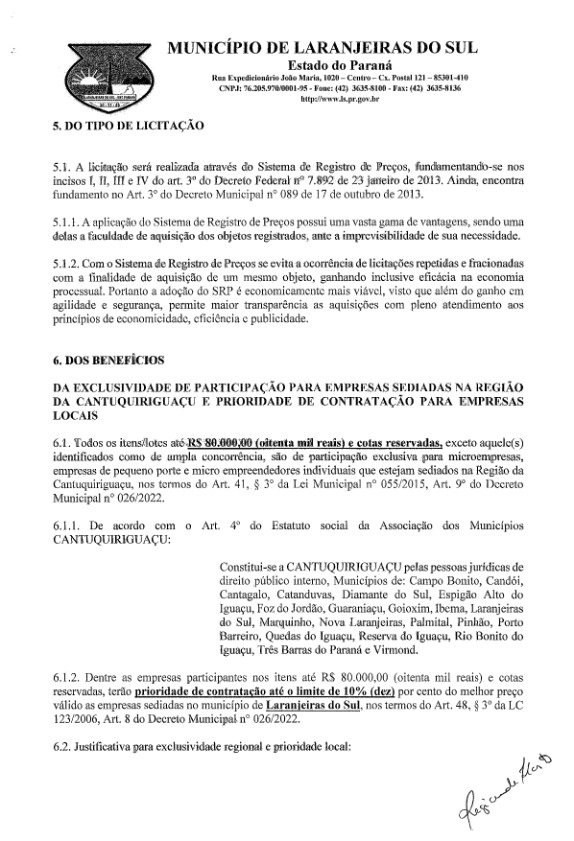 MUNICÍPIO DE LARANJEIRAS DO SUL
Estado do Paraná
Rua Expedicionário João Maria, 1020 – Centro – Cx. Postal 121 – 85301-410
CNPJ: 76.205.970/0001-95 - Fone: (42) 3635-8100 - Fax: (42) 3635-8136
http://www.ls.pr.gov.br
5. DO TIPO DE LICITAÇÃO
5.1. A licitação será realizada através do Sistema de Registro de Preços, fundamentando-se nos
incisos I, II, III e IV do art. 3º do Decreto Federal nº 7.892 de 23 janeiro de 2013. Ainda, encontra
fundamento no Art. 3º do Decreto Municipal nº 089 de 17 de outubro de 2013.
5.1.1. A aplicação do Sistema de Registro de Preços possui uma vasta gama de vantagens, sendo uma
delas a faculdade de aquisição dos objetos registrados, ante a imprevisibilidade de sua necessidade.
5.1.2. Com o Sistema de Registro de Preços se evita a ocorrência de licitações repetidas e fracionadas
com a finalidade de aquisição de um mesmo objeto, ganhando inclusive eficácia na economia
processual. Portanto a adoção do SRP é economicamente mais viável, visto que além do ganho em
agilidade e segurança, permite maior transparência as aquisições com pleno atendimento aos
princípios de economicidade, eficiência e publicidade.
6. DOS BENEFÍCIOS
DA EXCLUSIVIDADE DE PARTICIPAÇÃO PARA EMPRESAS SEDIADAS NA REGIÃO
DA CANTUQUIRIGUAÇU E PRIORIDADE DE CONTRATAÇÃO PARA EMPRESAS
LOCAIS
6.1. Todos os itens/lotes até R$ 80.000,00 (oitenta mil reais) e cotas reservadas, exceto aquele(s)
identificados como de ampla concorrência, são de participação exclusiva para microempresas,
empresas de pequeno porte e micro empreendedores individuais que estejam sediados na Região da
Cantuquiriguaçu, nos termos do Art. 41, § 3º da Lei Municipal nº 055/2015, Art. 9º do Decreto
Municipal nº 026/2022.
6.1.1. De acordo com o Art. 4º do Estatuto social da Associação dos Municípios
CANTUQUIRIGUAÇU:
Constitui-se a CANTUQUIRIGUAÇU pelas pessoas jurídicas de
direito público interno, Municípios de: Campo Bonito, Candói,
Cantagalo, Catanduvas, Diamante do Sul, Espigão Alto do
Iguaçu, Foz do Jordão, Guaraniaçu, Goioxim, Ibema, Laranjeiras
do Sul, Marquinho, Nova Laranjeiras, Palmital, Pinhão, Porto
Barreiro, Quedas do Iguaçu, Reserva do Iguaçu, Rio Bonito do
Iguaçu, Três Barras do Paraná e Virmond.
6.1.2. Dentre as empresas participantes nos itens até R$ 80.000,00 (oitenta mil reais) e cotas
reservadas, terão prioridade de contratação até o limite de 10% (dez) por cento do melhor preço
válido as empresas sediadas no município de Laranjeiras do Sul, nos termos do Art. 48, § 3º da LC
123/2006, Art. 8 do Decreto Municipal nº 026/2022.
6.2. Justificativa para exclusividade regional e prioridade local: